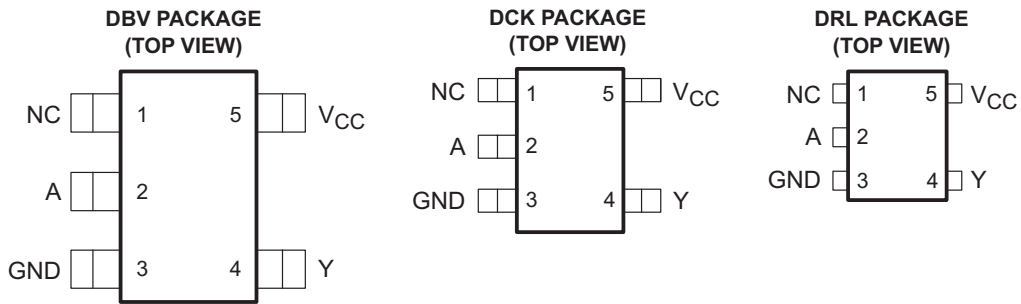 DBV PACKAGE
(TOP VIEW)
NC 1 5 VCC
A 2
GND 3 4 Y
DCK PACKAGE
(TOP VIEW)
NC 1 5 VCC
A 2
GND 3 4 Y
DRL PACKAGE
(TOP VIEW)
NC 1 5 VCC
A 2
GND 3 4 Y